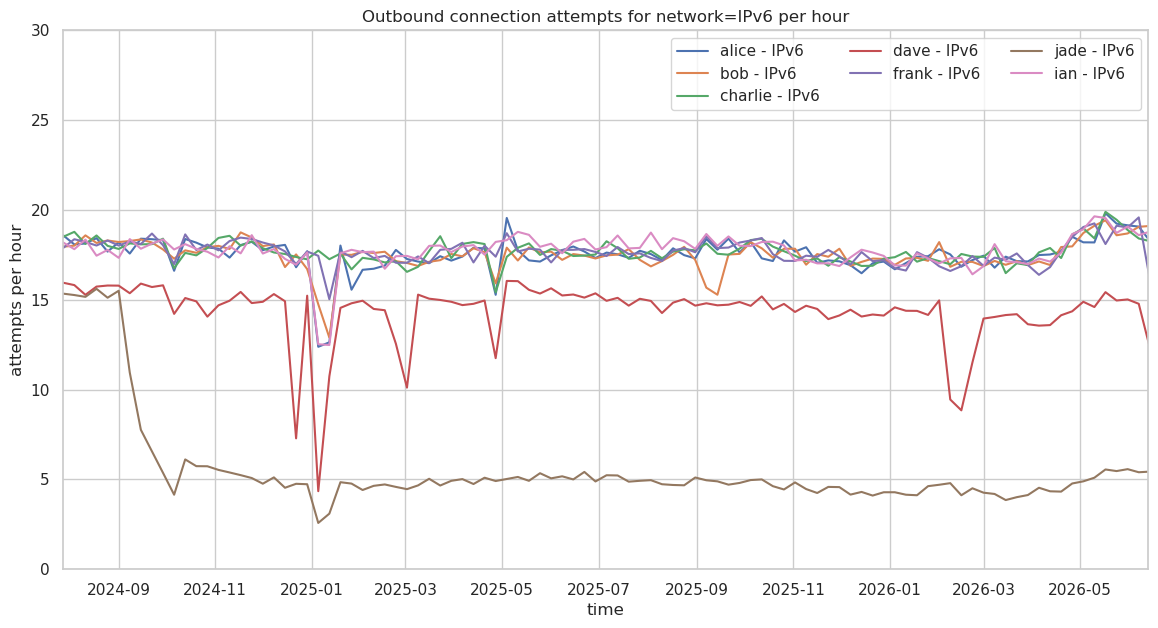 Outbound connection attempts for network=IPv6 per hour
alice - IPv6
bob - IPv6
charlie - IPv6
dave - IPv6
frank - IPv6
jade - IPv6
ian - IPv6
attempts per hour
30
25
20
15
10
5
0
2024-09 2024-11 2025-01 2025-03 2025-05 2025-07 2025-09 2025-11 2026-01 2026-03 2026-05
time